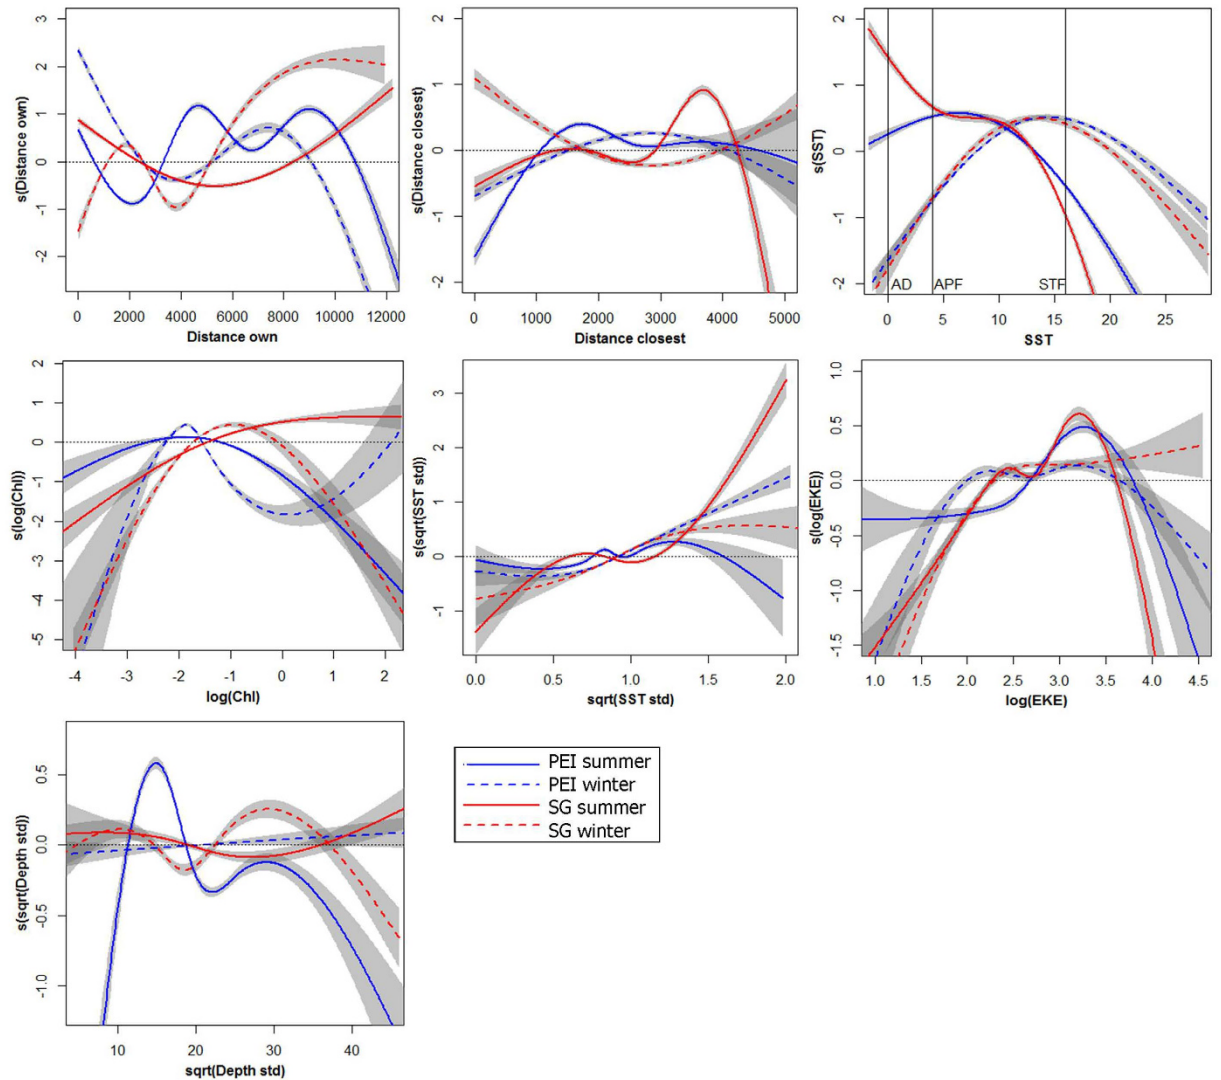 s(Distance own)
3
2
1
0
-1
-2
0 2000 4000 6000 8000 10000 12000
Distance own
s(Distance closest)
2
1
0
-1
-2
0 1000 2000 3000 4000 5000
Distance closest
s(SST)
2
1
0
-1
-2
AD APF STF
0 5 10 15 20 25
SST
s(log(Chl))
2
1
0
-1
-2
-3
-4
-5
-4 -3 -2 -1 0 1 2
log(Chl)
s(sqrt(SST std))
3
2
1
0
-1
0.0 0.5 1.0 1.5 2.0
sqrt(SST std)
s(log(EKE))
1.0
0.5
0.0
-0.5
-1.0
-1.5
1.0 1.5 2.0 2.5 3.0 3.5 4.0 4.5
log(EKE)
s(sqrt(Depth std))
0.5
0.0
-0.5
-1.0
10 20 30 40
sqrt(Depth std)
PEI summer
PEI winter
SG summer
SG winter